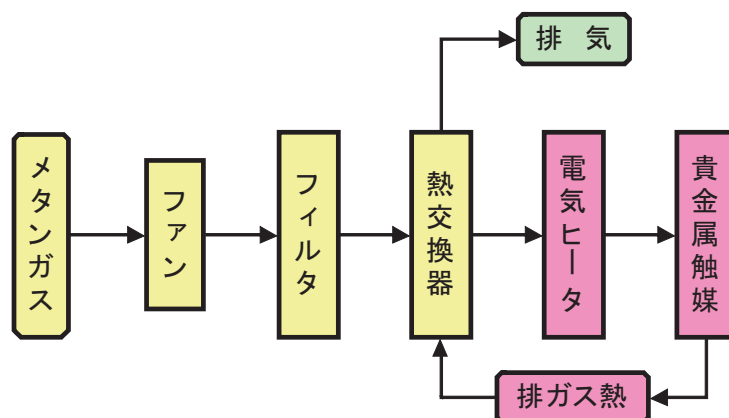 排 気
メタンガス
ファン
フィルタ
熱交換器
電気ヒータ
貴金属触媒
排ガス熱